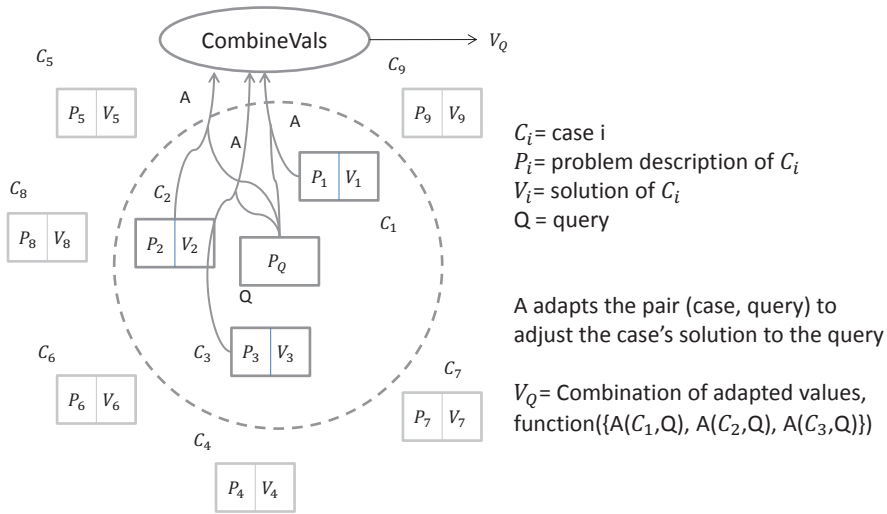 CombineVals
V_Q
C_5
C_9
A
P_5 V_5
P_9 V_9
A
A
C_i= case i
P_i= problem description of C_i
V_i= solution of C_i
Q = query
P_1 V_1
C_2
C_8
C_1
P_8 V_8
P_2 V_2
P_Q
Q
A adapts the pair (case, query) to
adjust the case's solution to the query
C_3
P_3 V_3
C_6
C_7
P_6 V_6
P_7 V_7
V_Q= Combination of adapted values,
function({A(C_1,Q), A(C_2,Q), A(C_3,Q)})
C_4
P_4 V_4